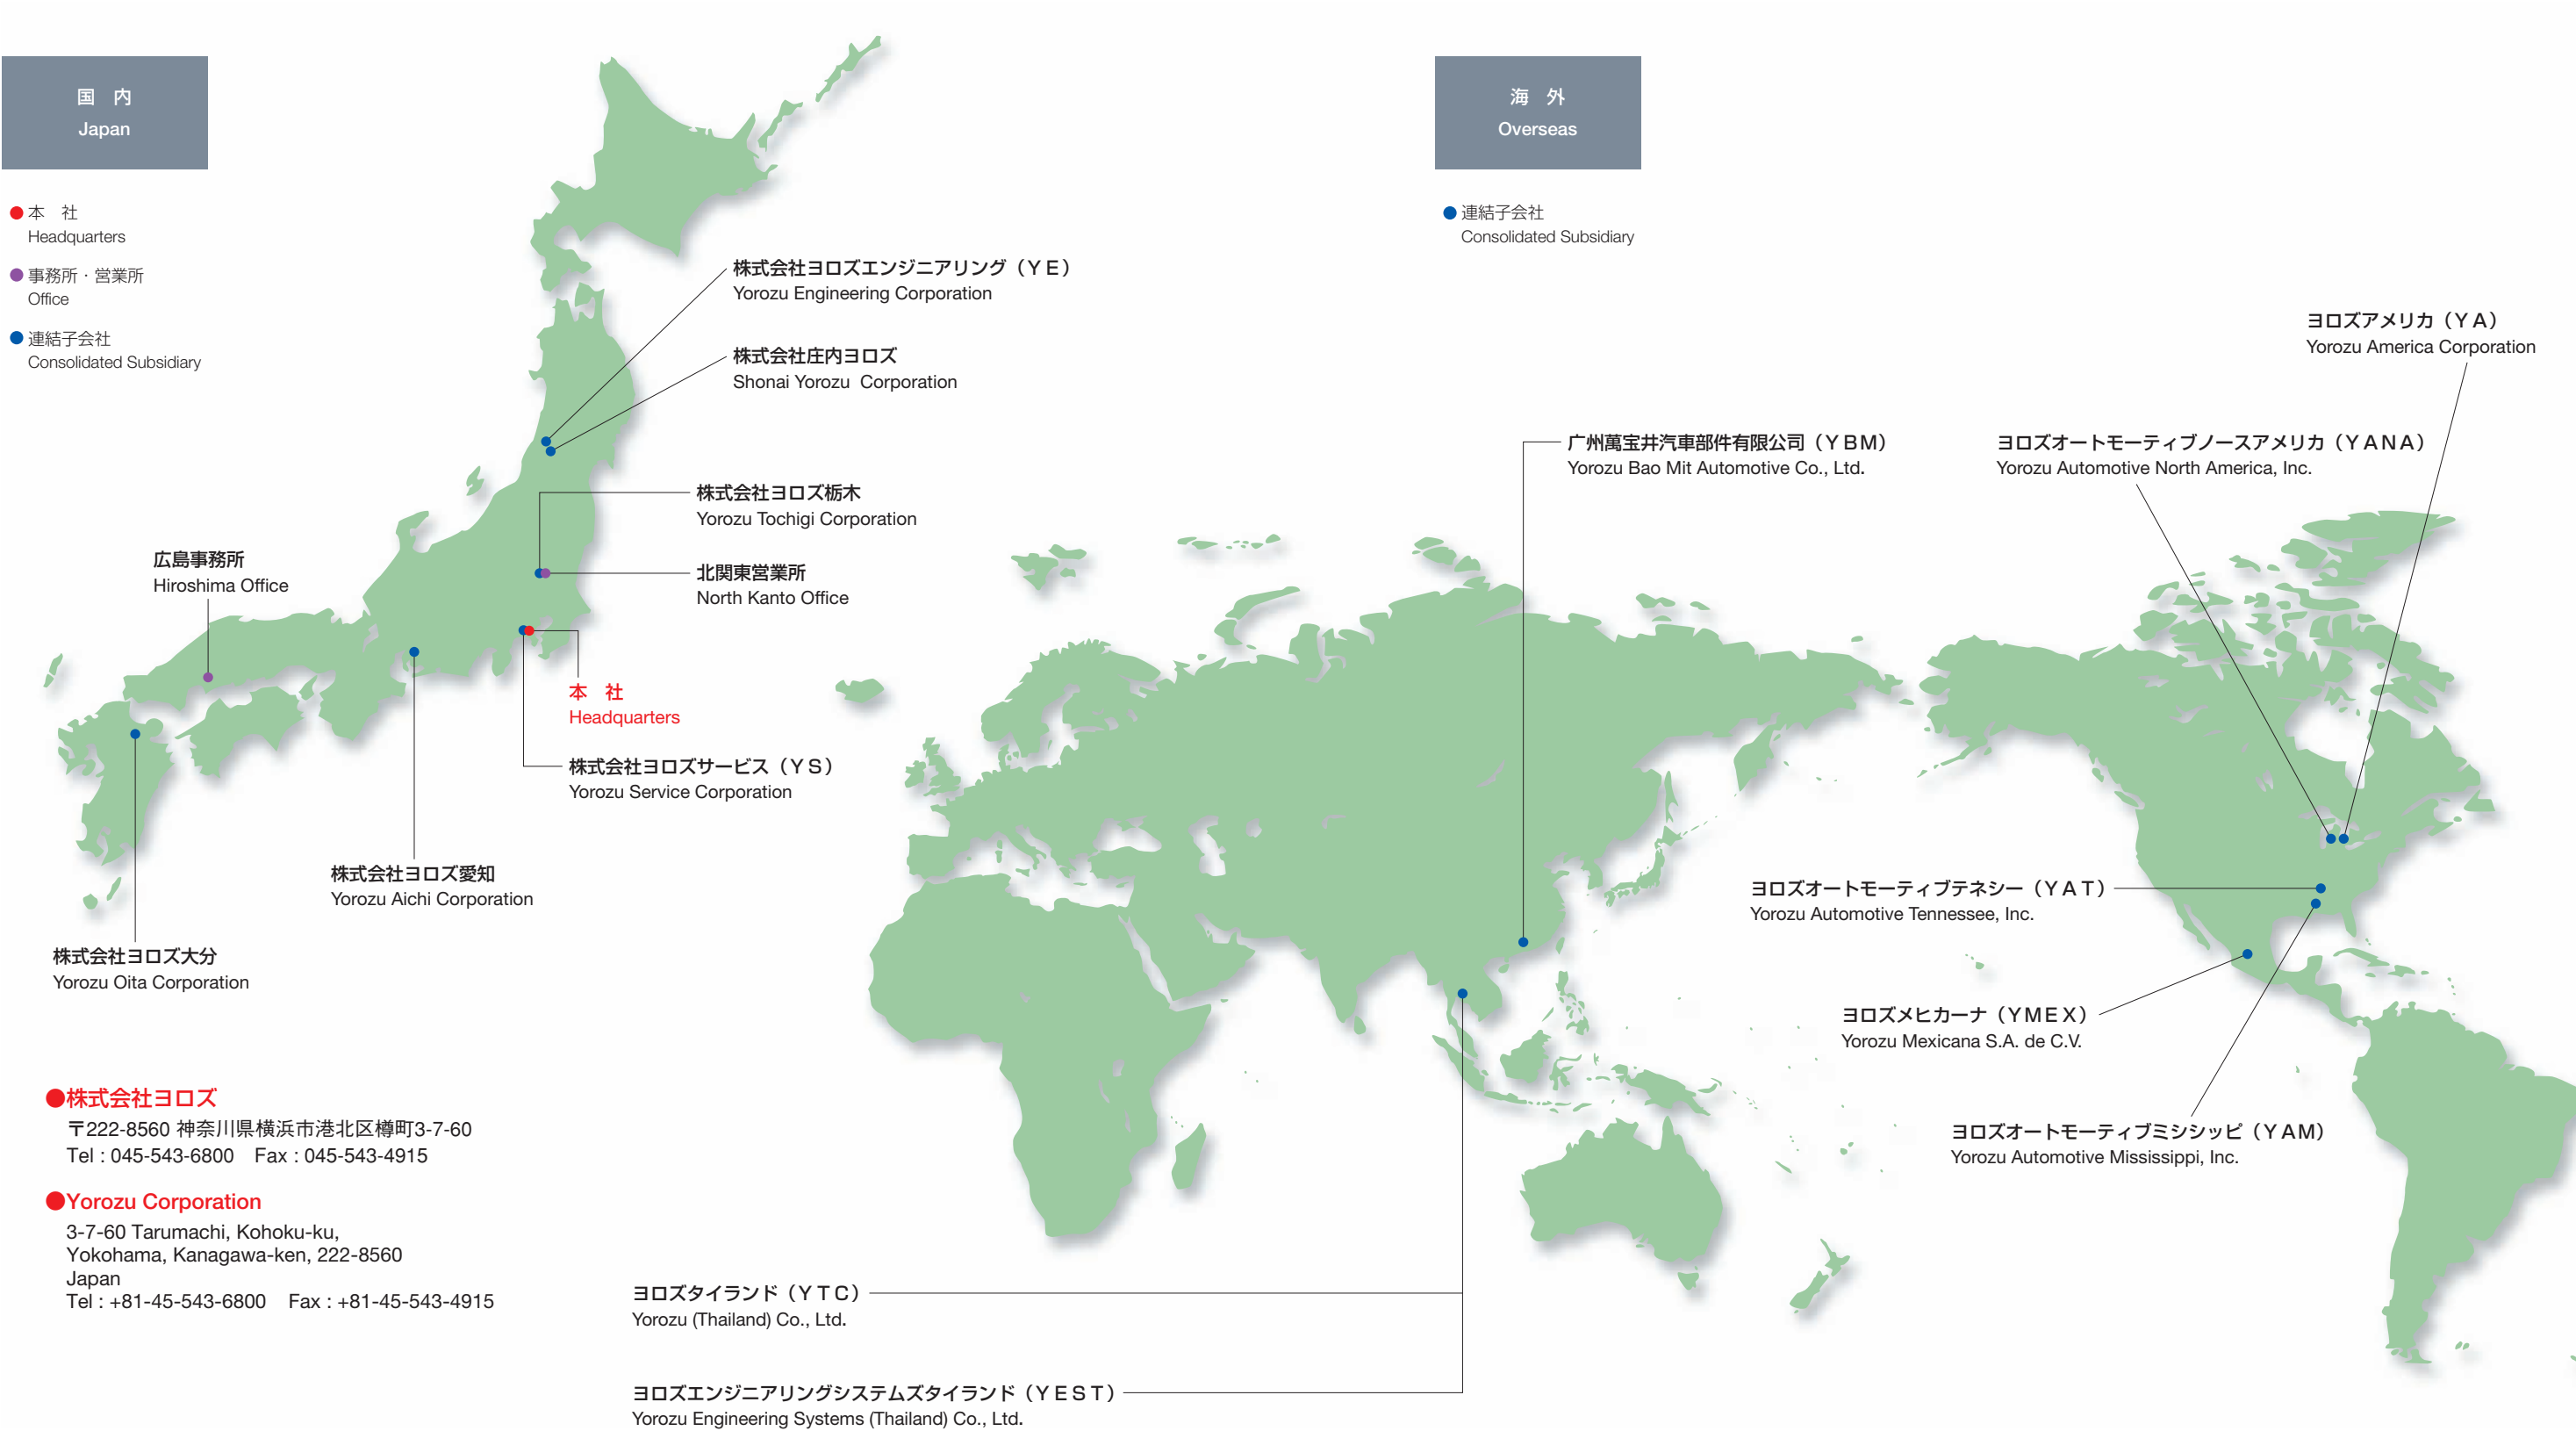 国　内
Japan
● 本　社
Headquarters
● 事務所・営業所
Office
● 連結子会社
Consolidated Subsidiary
株式会社ヨロズエンジニアリング（ＹＥ）
Yorozu Engineering Corporation
株式会社庄内ヨロズ
Shonai Yorozu Corporation
株式会社ヨロズ栃木
Yorozu Tochigi Corporation
北関東営業所
North Kanto Office
広島事務所
Hiroshima Office
本　社
Headquarters
株式会社ヨロズサービス（ＹＳ）
Yorozu Service Corporation
株式会社ヨロズ愛知
Yorozu Aichi Corporation
株式会社ヨロズ大分
Yorozu Oita Corporation
●株式会社ヨロズ
〒222-8560 神奈川県横浜市港北区樽町3-7-60
Tel : 045-543-6800　Fax : 045-543-4915
●Yorozu Corporation
3-7-60 Tarumachi, Kohoku-ku,
Yokohama, Kanagawa-ken, 222-8560
Japan
Tel : +81-45-543-6800　Fax : +81-45-543-4915
海　外
Overseas
● 連結子会社
Consolidated Subsidiary
ヨロズアメリカ（ＹＡ）
Yorozu America Corporation
广州萬宝井汽車部件有限公司（ＹＢＭ）
Yorozu Bao Mit Automotive Co., Ltd.
ヨロズオートモーティブノースアメリカ（ＹＡＮＡ）
Yorozu Automotive North America, Inc.
ヨロズオートモーティブテネシー（ＹＡＴ）
Yorozu Automotive Tennessee, Inc.
ヨロズメヒカーナ（ＹＭＥＸ）
Yorozu Mexicana S.A. de C.V.
ヨロズオートモーティブミシシッピ（ＹＡＭ）
Yorozu Automotive Mississippi, Inc.
ヨロズタイランド（ＹＴＣ）
Yorozu (Thailand) Co., Ltd.
ヨロズエンジニアリングシステムズタイランド（ＹＥＳＴ）
Yorozu Engineering Systems (Thailand) Co., Ltd.